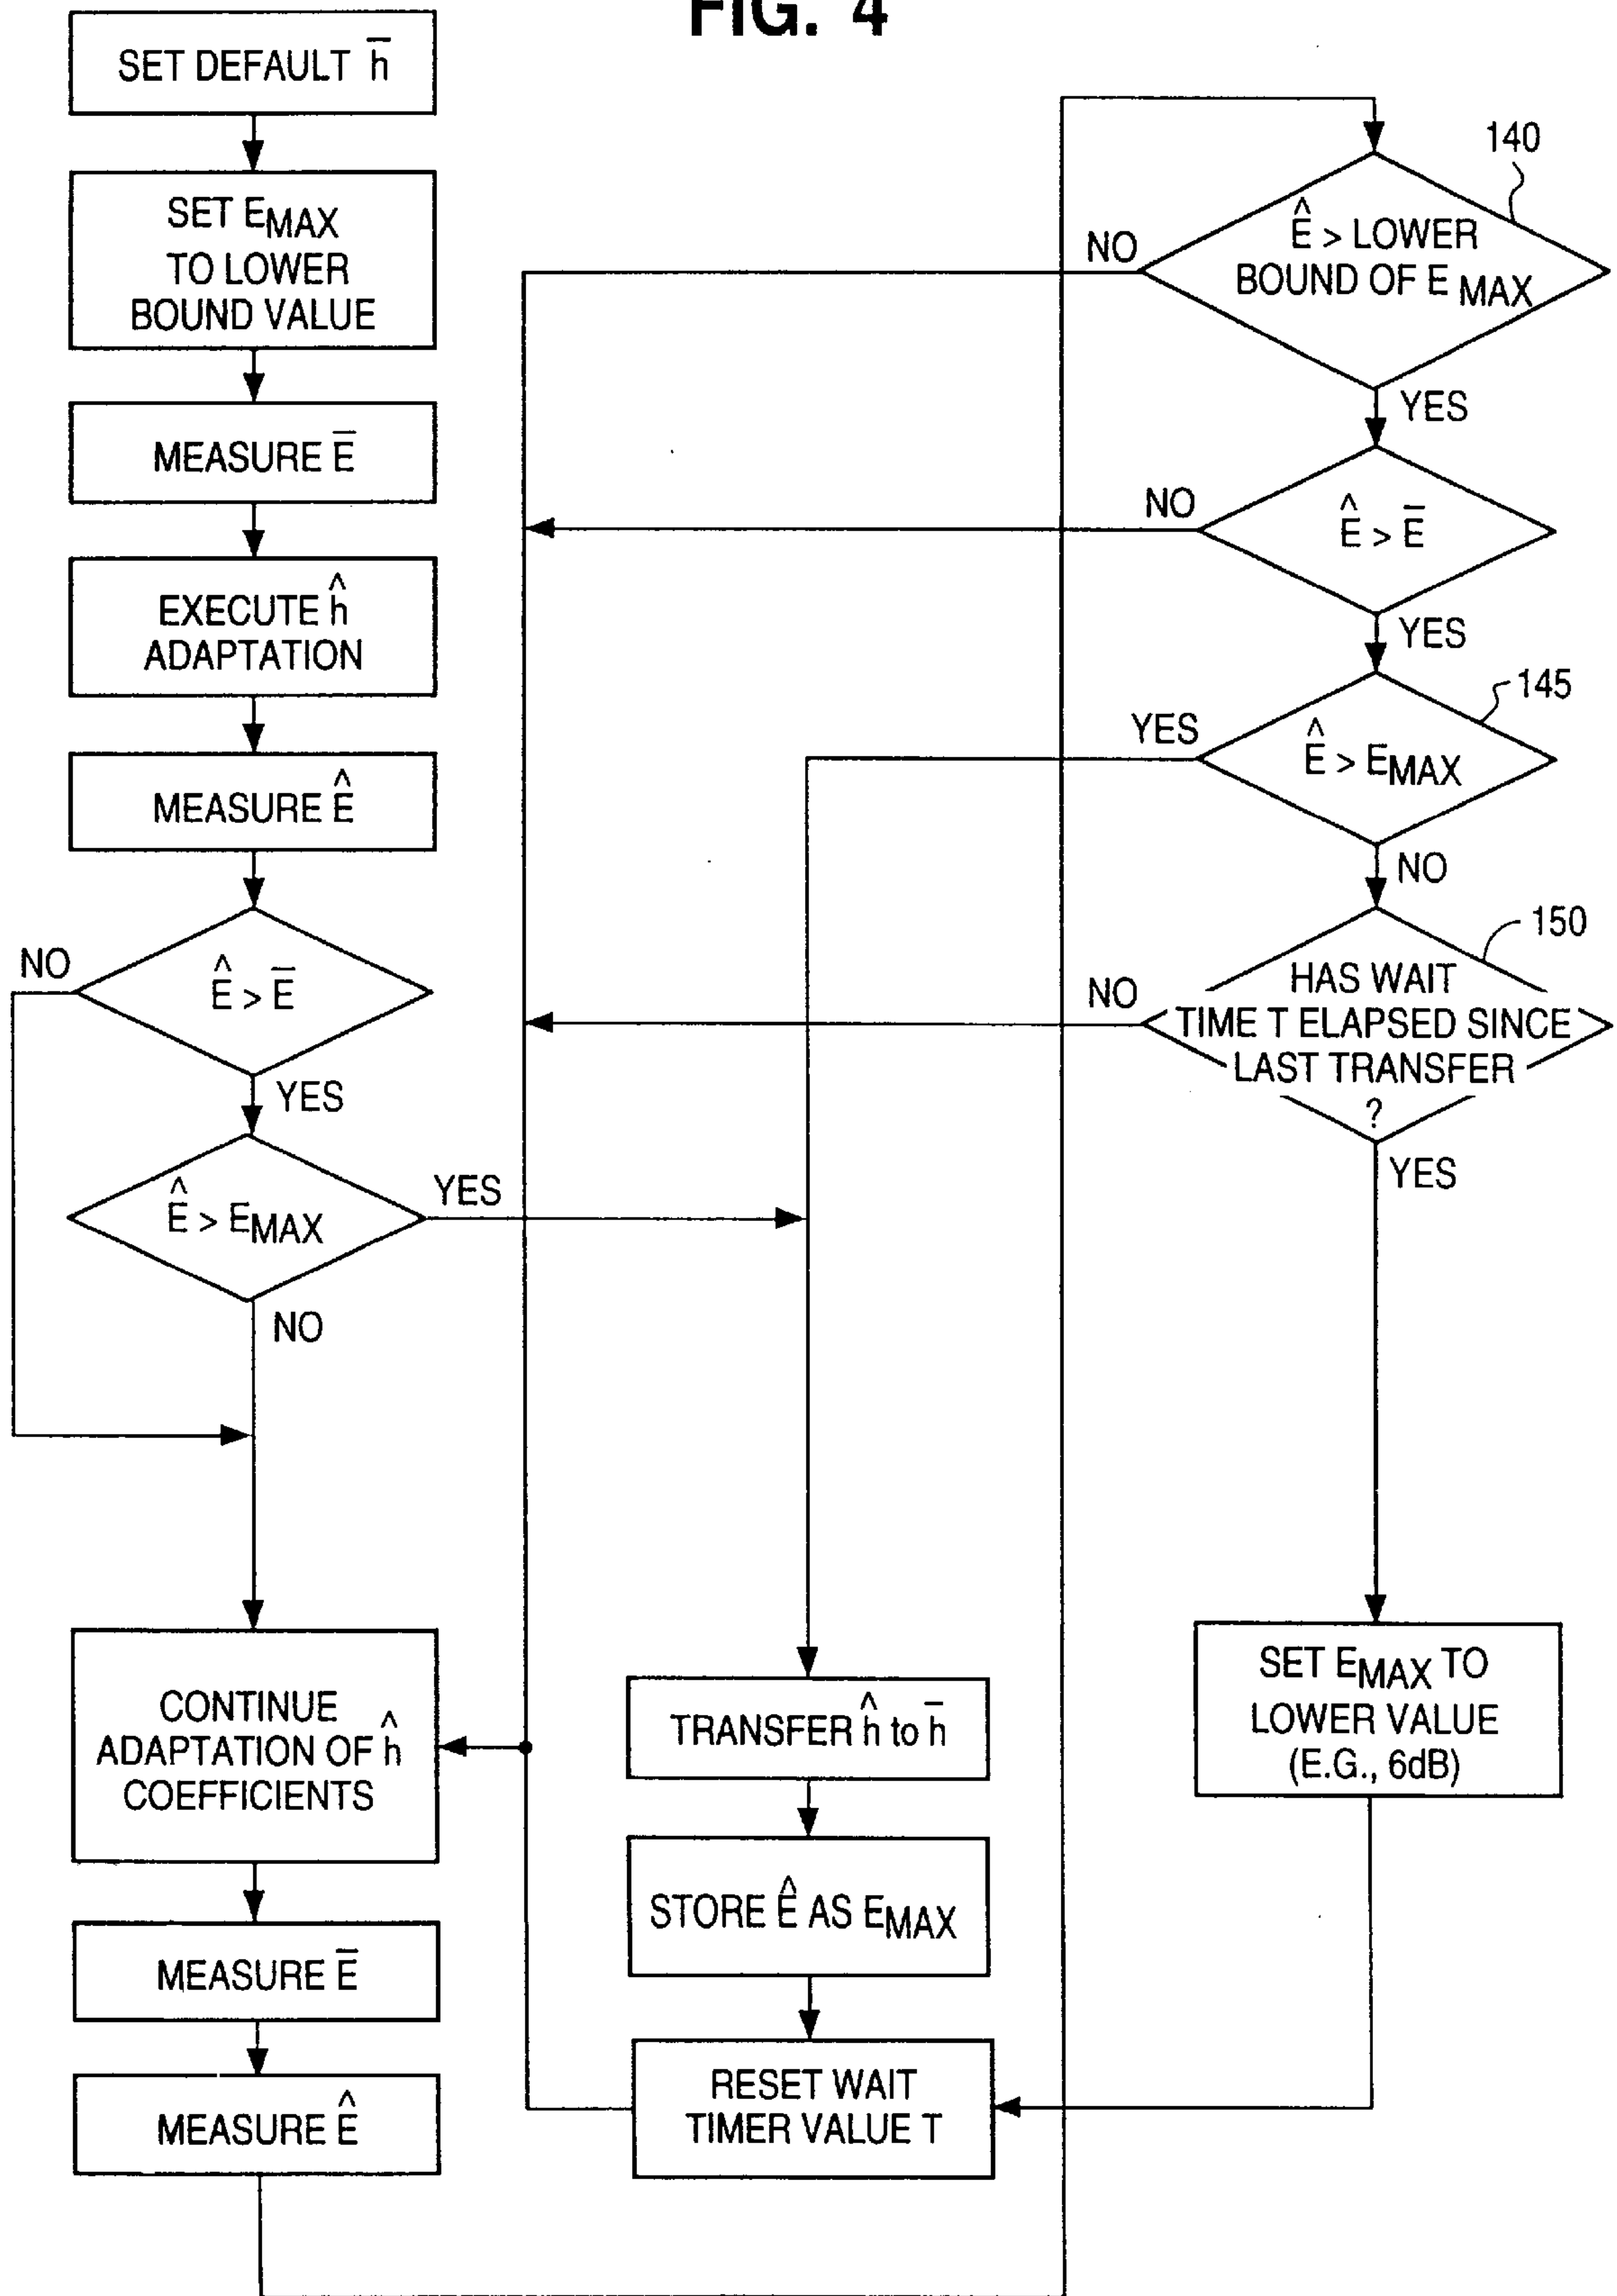 FIG. 4
SET DEFAULT h̅
SET EMAX
TO LOWER
BOUND VALUE
MEASURE E̅
EXECUTE ĥ
ADAPTATION
MEASURE Ê
Ê > E̅
NO
YES
Ê > EMAX
YES
NO
CONTINUE
ADAPTATION OF ĥ
COEFFICIENTS
MEASURE E̅
MEASURE Ê
TRANSFER ĥ to h̅
STORE Ê AS EMAX
RESET WAIT
TIMER VALUE T
140
Ê > LOWER
BOUND OF E MAX
NO
YES
Ê > E̅
NO
YES
145
Ê > EMAX
YES
NO
150
HAS WAIT
TIME T ELAPSED SINCE
LAST TRANSFER
?
NO
YES
SET EMAX TO
LOWER VALUE
(E.G., 6dB)